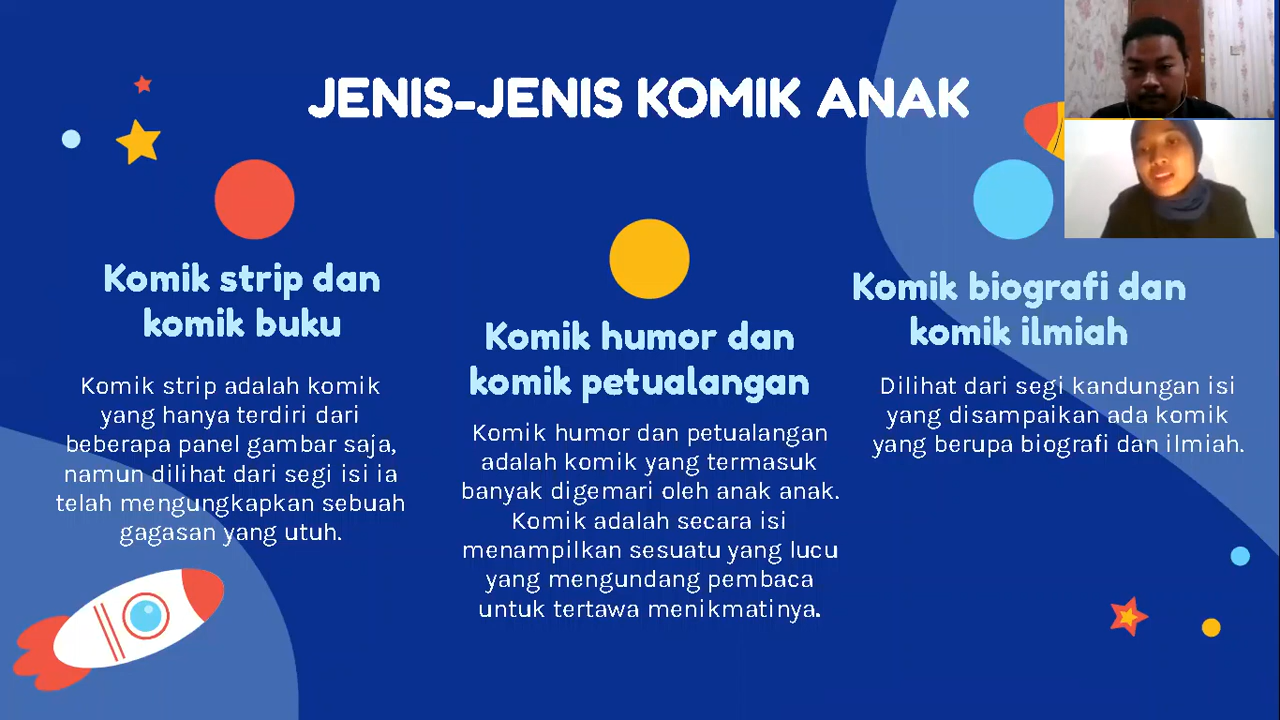 JENIS-JENIS KOMIK ANAK
Komik strip dan
komik buku
Komik strip adalah komik
yang hanya terdiri dari
beberapa panel gambar saja,
namun dilihat dari segi isi ia
telah mengungkapkan sebuah
gagasan yang utuh.
Komik humor dan
komik petualangan
Komik humor dan petualangan
adalah komik yang termasuk
banyak digemari oleh anak anak.
Komik adalah secara isi
menampilkan sesuatu yang lucu
yang mengundang pembaca
untuk tertawa menikmatinya.
Komik biografi dan
komik ilmiah
Dilihat dari segi kandungan isi
yang disampaikan ada komik
yang berupa biografi dan ilmiah.